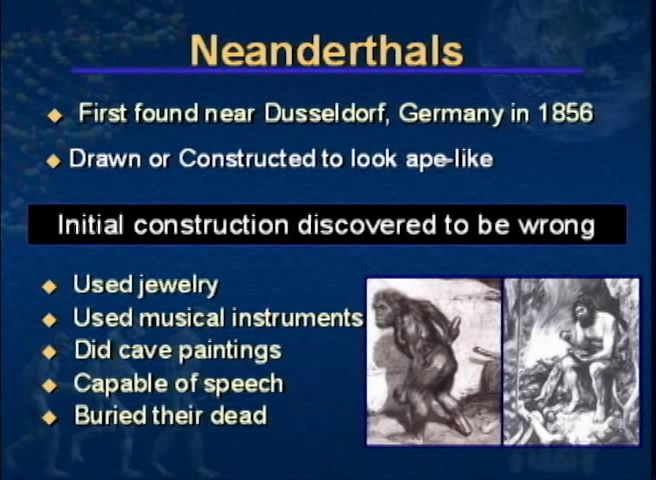 Neanderthals
First found near Dusseldorf, Germany in 1856
Drawn or Constructed to look ape-like
Initial construction discovered to be wrong
Used jewelry
Used musical instruments
Did cave paintings
Capable of speech
Buried their dead